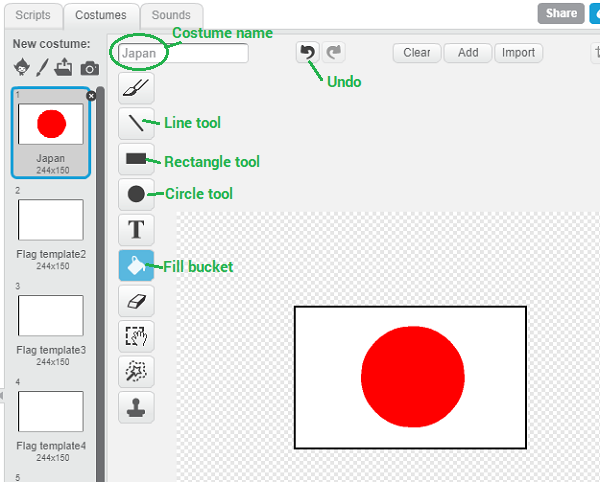 Scripts
Costumes
Sounds
Share
New costume:
Costume name
Japan
Clear
Add
Import
Undo
1
Japan
244x150
2
Flag template2
244x150
3
Flag template3
244x150
4
Flag template4
244x150
5
Line tool
Rectangle tool
Circle tool
T
Fill bucket